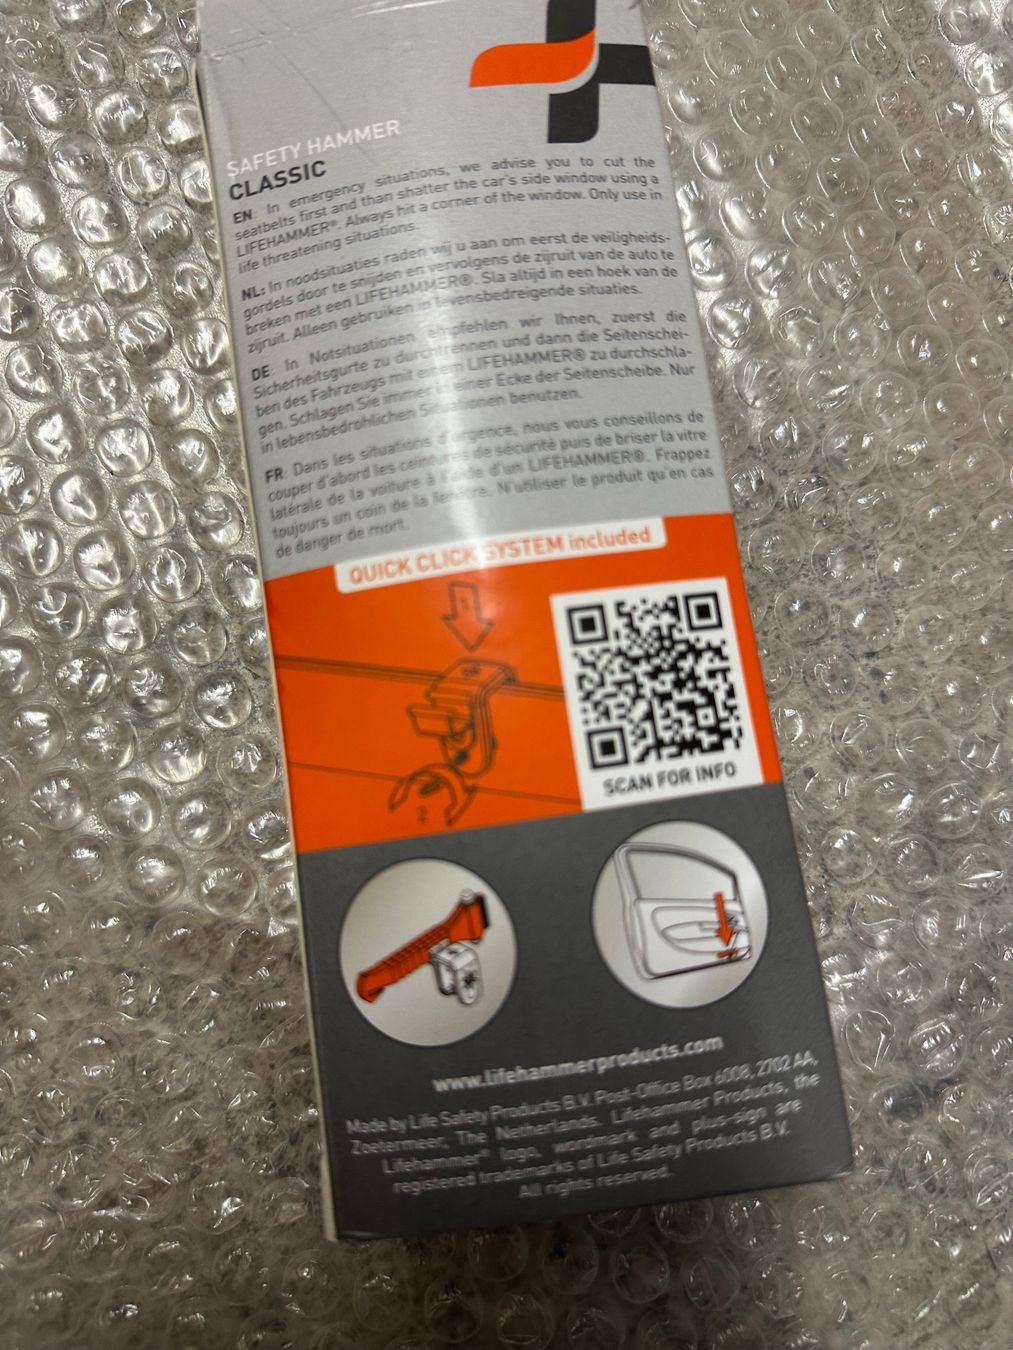 SAFETY HAMMER
CLASSIC
EN: In emergency situations, we advise you to cut the
seatbelts first and than shatter the car's side window using a
LIFEHAMMER®. Always hit a corner of the window. Only use in
life threatening situations.
NL: In noodsituaties raden wij u aan om eerst de veiligheids-
gordels door te snijden en vervolgens de zijruit van de auto te
breken met een LIFEHAMMER®. Sla altijd in een hoek van de
zijruit. Alleen gebruiken in levensbedreigende situaties.
DE: In Notsituationen empfehlen wir Ihnen, zuerst die
Sicherheitsgurte zu durchtrennen und dann die Seitenschei-
ben des Fahrzeugs mit einem LIFEHAMMER® zu durchschla-
gen. Schlagen Sie immer in einer Ecke der Seitenscheibe. Nur
in lebensbedrohlichen Situationen benutzen.
FR: Dans les situations d'urgence, nous vous conseillons de
couper d'abord les ceintures de sécurité puis de briser la vitre
latérale de la voiture à l'aide d'un LIFEHAMMER®. Frappez
toujours un coin de la fenêtre. N'utiliser le produit qu'en cas
de danger de mort.
QUICK CLICK SYSTEM included
1
2
SCAN FOR INFO
www.lifehammerproducts.com
Made by Life Safety Products B.V. Post-Office Box 6008, 2702 AA,
Zoetermeer, The Netherlands. Lifehammer Products, the
Lifehammer® logo, wordmark and plus-sign are
registered trademarks of Life Safety Products B.V.
All rights reserved.